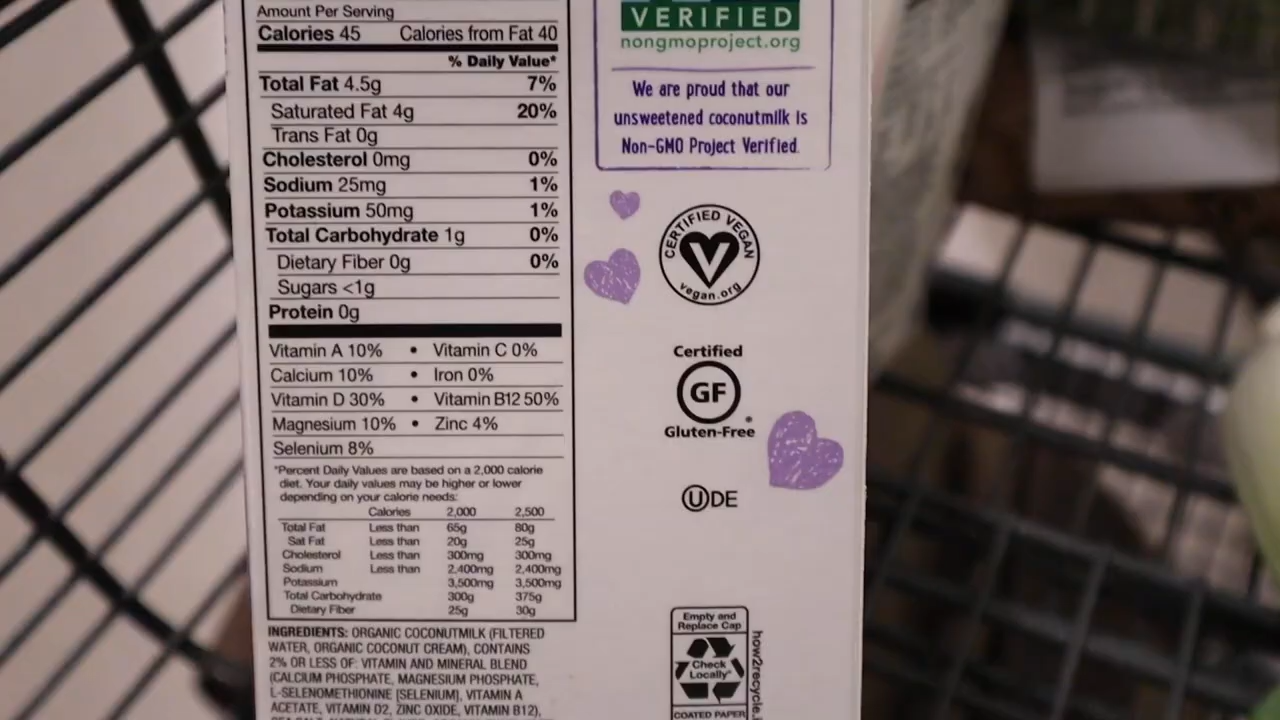 Amount Per Serving
Calories 45 Calories from Fat 40
% Daily Value*
Total Fat 4.5g 7%
Saturated Fat 4g 20%
Trans Fat 0g
Cholesterol 0mg 0%
Sodium 25mg 1%
Potassium 50mg 1%
Total Carbohydrate 1g 0%
Dietary Fiber 0g 0%
Sugars <1g
Protein 0g
Vitamin A 10% • Vitamin C 0%
Calcium 10% • Iron 0%
Vitamin D 30% • Vitamin B12 50%
Magnesium 10% • Zinc 4%
Selenium 8%
*Percent Daily Values are based on a 2,000 calorie
diet. Your daily values may be higher or lower
depending on your calorie needs:
Calories 2,000 2,500
Total Fat Less than 65g 80g
Sat Fat Less than 20g 25g
Cholesterol Less than 300mg 300mg
Sodium Less than 2,400mg 2,400mg
Potassium 3,500mg 3,500mg
Total Carbohydrate 300g 375g
Dietary Fiber 25g 30g
INGREDIENTS: ORGANIC COCONUTMILK (FILTERED
WATER, ORGANIC COCONUT CREAM), CONTAINS
2% OR LESS OF: VITAMIN AND MINERAL BLEND
(CALCIUM PHOSPHATE, MAGNESIUM PHOSPHATE,
L-SELENOMETHIONINE [SELENIUM], VITAMIN A
ACETATE, VITAMIN D2, ZINC OXIDE, VITAMIN B12),
VERIFIED
nongmoproject.org
We are proud that our
unsweetened coconutmilk is
Non-GMO Project Verified.
CERTIFIED VEGAN
V
vegan.org
Certified
GF
®
Gluten-Free
U DE
Empty and
Replace Cap
Check
Locally*
COATED PAPER
how2recycle.